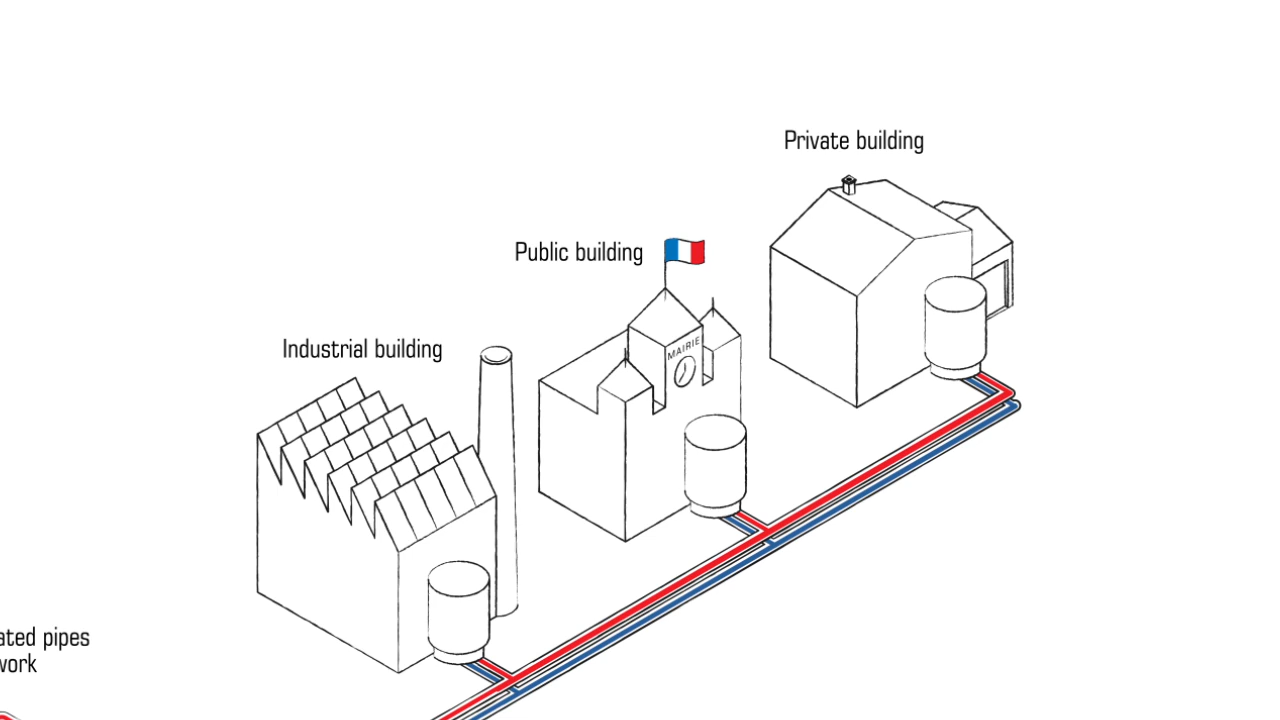 Private building
Public building
MAIRIE
Industrial building
ated pipes
work